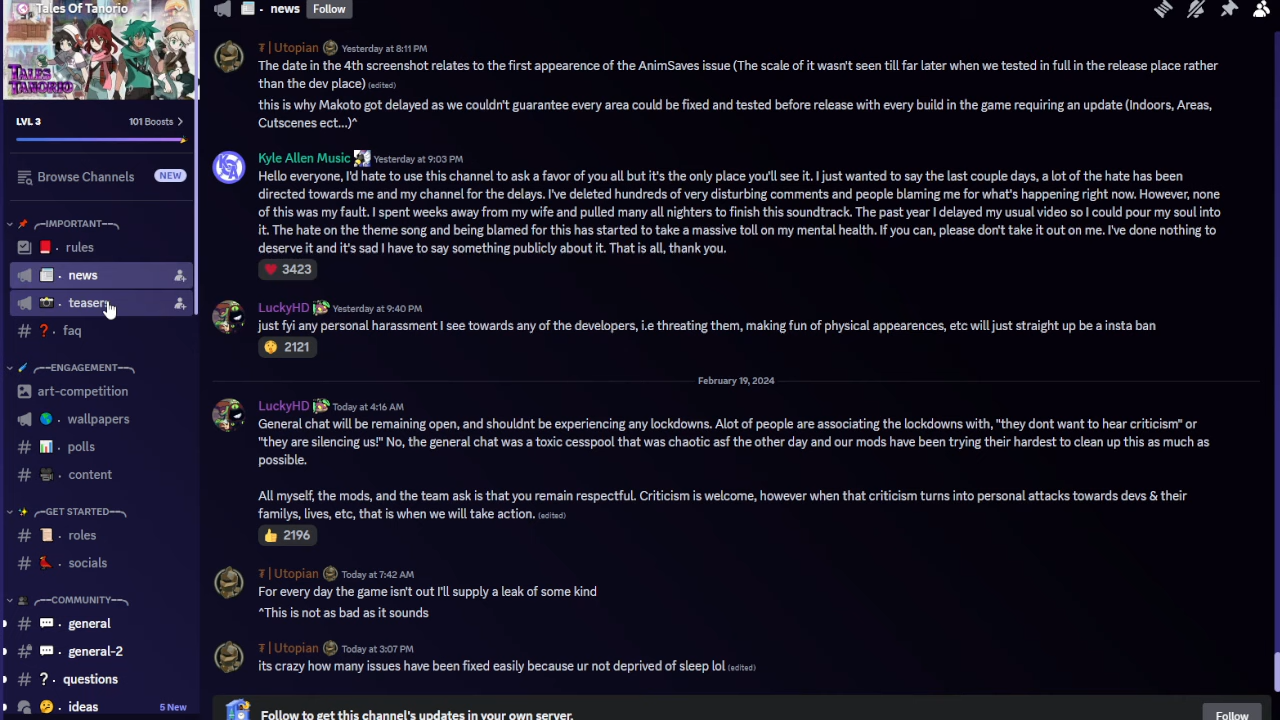 Tales Of Tanorio
TALES
TANORIO
LVL 3
101 Boosts
Browse Channels
NEW
IMPORTANT
rules
news
teasers
faq
ENGAGEMENT
art-competition
wallpapers
polls
content
GET STARTED
roles
socials
COMMUNITY
general
general-2
questions
ideas
5 New
news
Follow
Ŧ | Utopian Yesterday at 8:11 PM
The date in the 4th screenshot relates to the first appearance of the AnimSaves issue (The scale of it wasn't seen till far later when we tested in full in the release place rather
than the dev place) (edited)
this is why Makoto got delayed as we couldn't guarantee every area could be fixed and tested before release with every build in the game requiring an update (Indoors, Areas,
Cutscenes ect...)^
Kyle Allen Music Yesterday at 9:03 PM
Hello everyone, I'd hate to use this channel to ask a favor of you all but it's the only place you'll see it. I just wanted to say the last couple days, a lot of the hate has been
directed towards me and my channel for the delays. I've deleted hundreds of very disturbing comments and people blaming me for what's happening right now. However, none
of this was my fault. I spent weeks away from my wife and pulled many all nighters to finish this soundtrack. The past year I delayed my usual video so I could pour my soul into
it. The hate on the theme song and being blamed for this has started to take a massive toll on my mental health. If you can, please don't take it out on me. I've done nothing to
deserve it and it's sad I have to say something publicly about it. That is all, thank you.
3423
LuckyHD Yesterday at 9:40 PM
just fyi any personal harassment I see towards any of the developers, i.e threating them, making fun of physical appearances, etc will just straight up be a insta ban
2121
February 19, 2024
LuckyHD Today at 4:16 AM
General chat will be remaining open, and shouldnt be experiencing any lockdowns. Alot of people are associating the lockdowns with, "they dont want to hear criticism" or
"they are silencing us!" No, the general chat was a toxic cesspool that was chaotic asf the other day and our mods have been trying their hardest to clean up this as much as
possible.
All myself, the mods, and the team ask is that you remain respectful. Criticism is welcome, however when that criticism turns into personal attacks towards devs & their
familys, lives, etc, that is when we will take action. (edited)
2196
Ŧ | Utopian Today at 7:42 AM
For every day the game isn't out I'll supply a leak of some kind
^This is not as bad as it sounds
Ŧ | Utopian Today at 3:07 PM
its crazy how many issues have been fixed easily because ur not deprived of sleep lol (edited)
Follow to get this channel's updates in your own server.
Follow